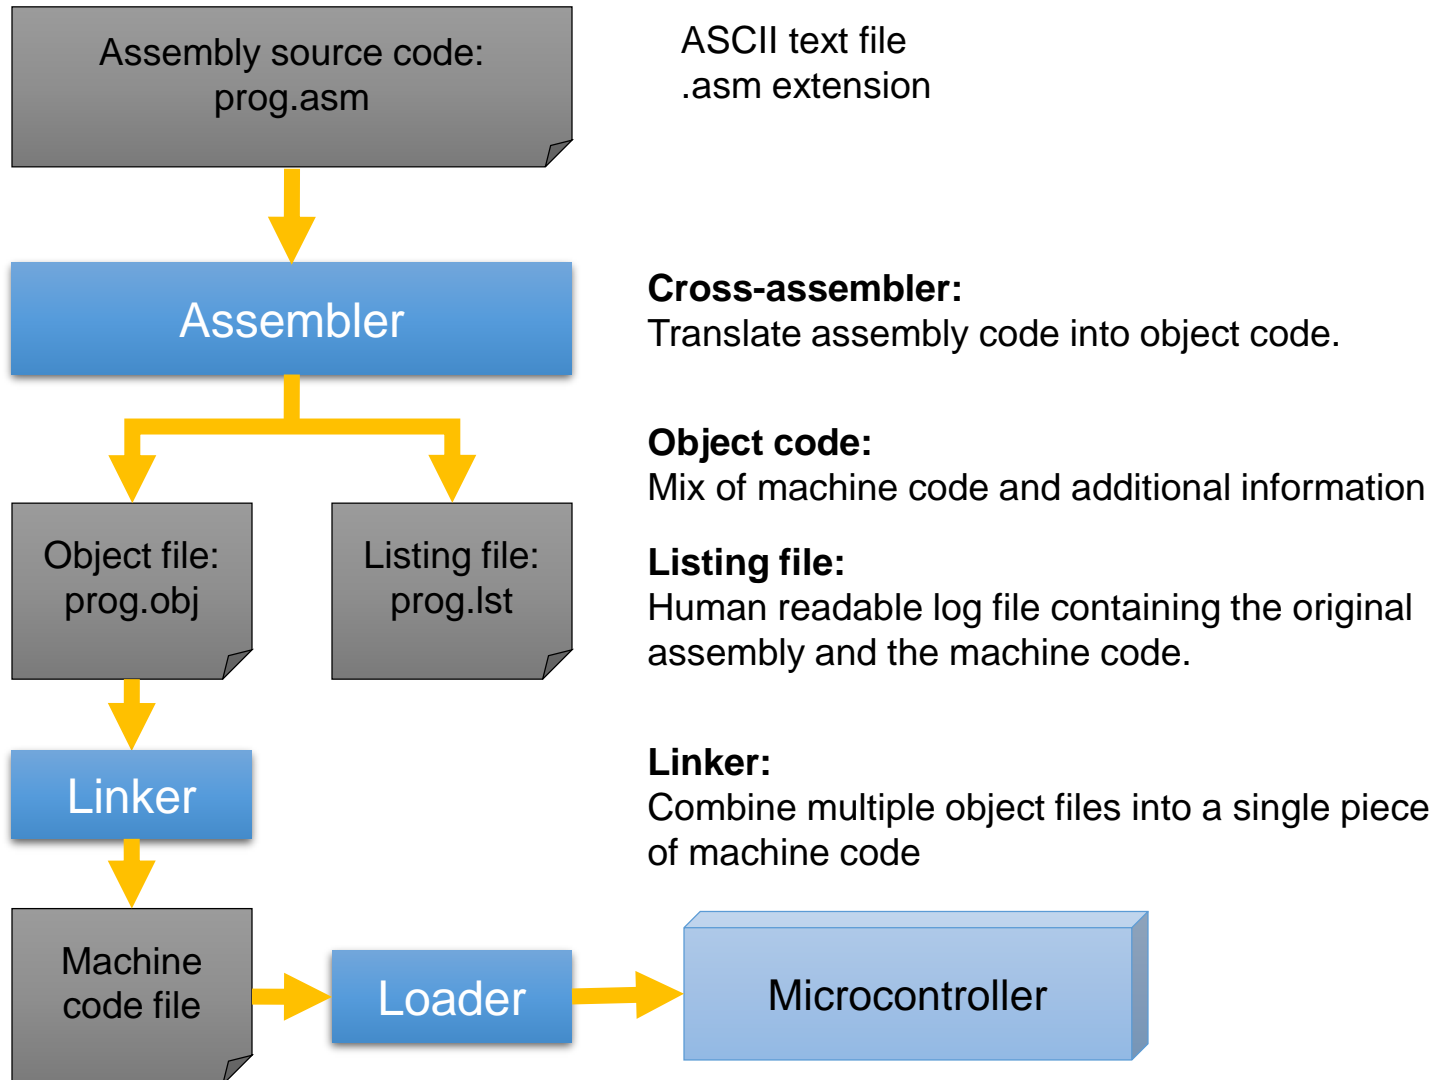 Assembly source code:
prog.asm
ASCII text file
.asm extension
Assembler
Cross-assembler:
Translate assembly code into object code.
Object code:
Mix of machine code and additional information
Object file:
prog.obj
Listing file:
prog.lst
Listing file:
Human readable log file containing the original
assembly and the machine code.
Linker
Linker:
Combine multiple object files into a single piece
of machine code
Machine
code file
Loader
Microcontroller